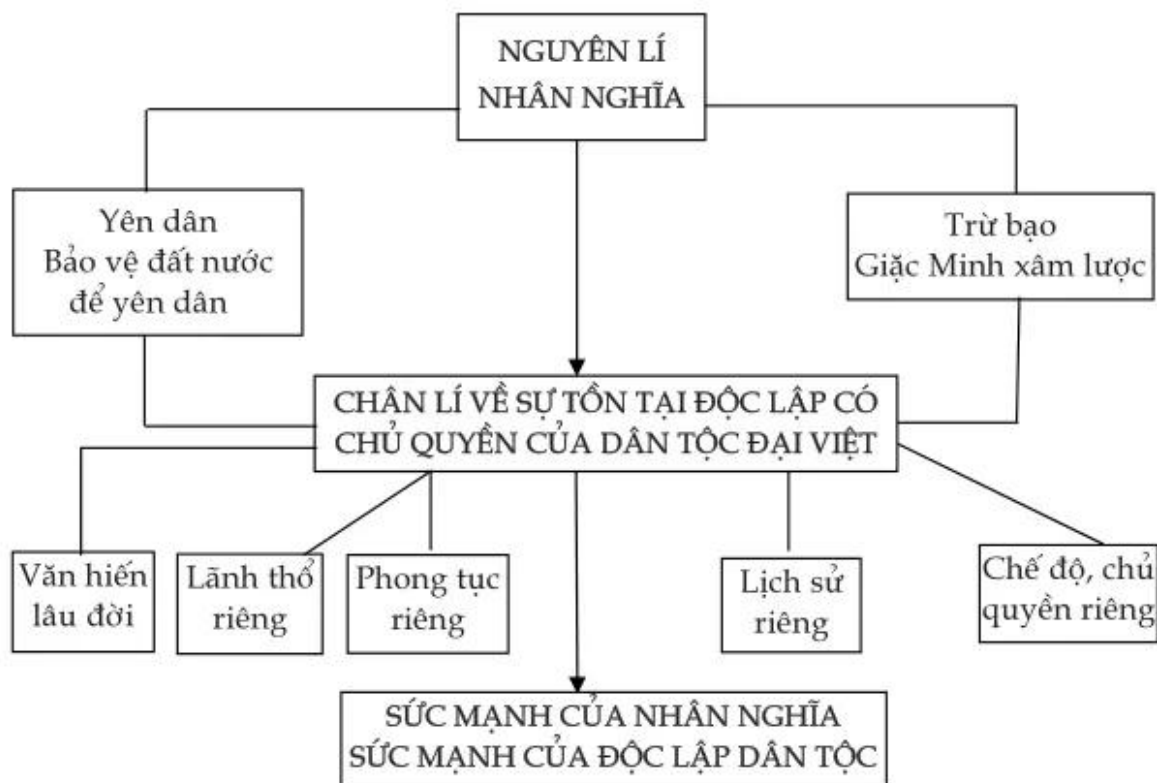 NGUYÊN LÍ
NHÂN NGHĨA
Yên dân
Bảo vệ đất nước
để yên dân
Trừ bạo
Giặc Minh xâm lược
CHÂN LÍ VỀ SỰ TỒN TẠI ĐỘC LẬP CÓ
CHỦ QUYỀN CỦA DÂN TỘC ĐẠI VIỆT
Văn hiến
lâu đời
Lãnh thổ
riêng
Phong tục
riêng
Lịch sử
riêng
Chế độ, chủ
quyền riêng
SỨC MẠNH CỦA NHÂN NGHĨA
SỨC MẠNH CỦA ĐỘC LẬP DÂN TỘC